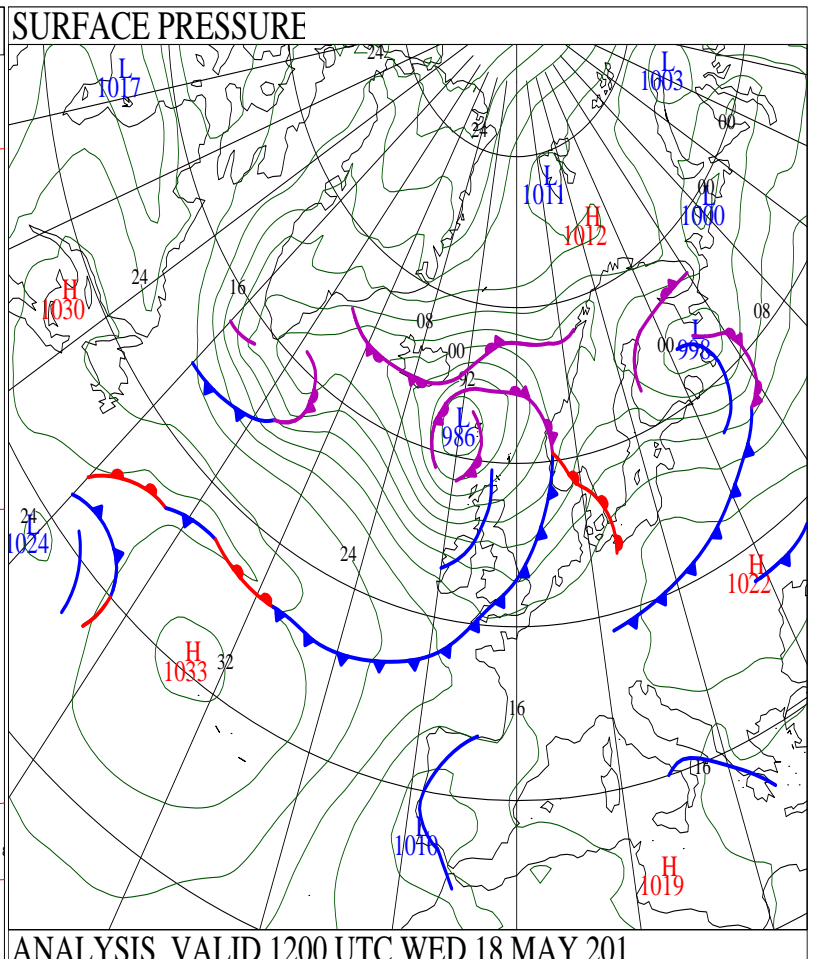 SURFACE PRESSURE
24
L
1017
L
1003
24
00
L
1011
00
L
1000
H
1012
24
16
H
1030
08
08
00
L
998
00
92
L
986
24
L
1024
24
H
1022
H
1033
32
16
16
L
1010
H
1019
ANALYSIS VALID 1200 UTC WED 18 MAY 201